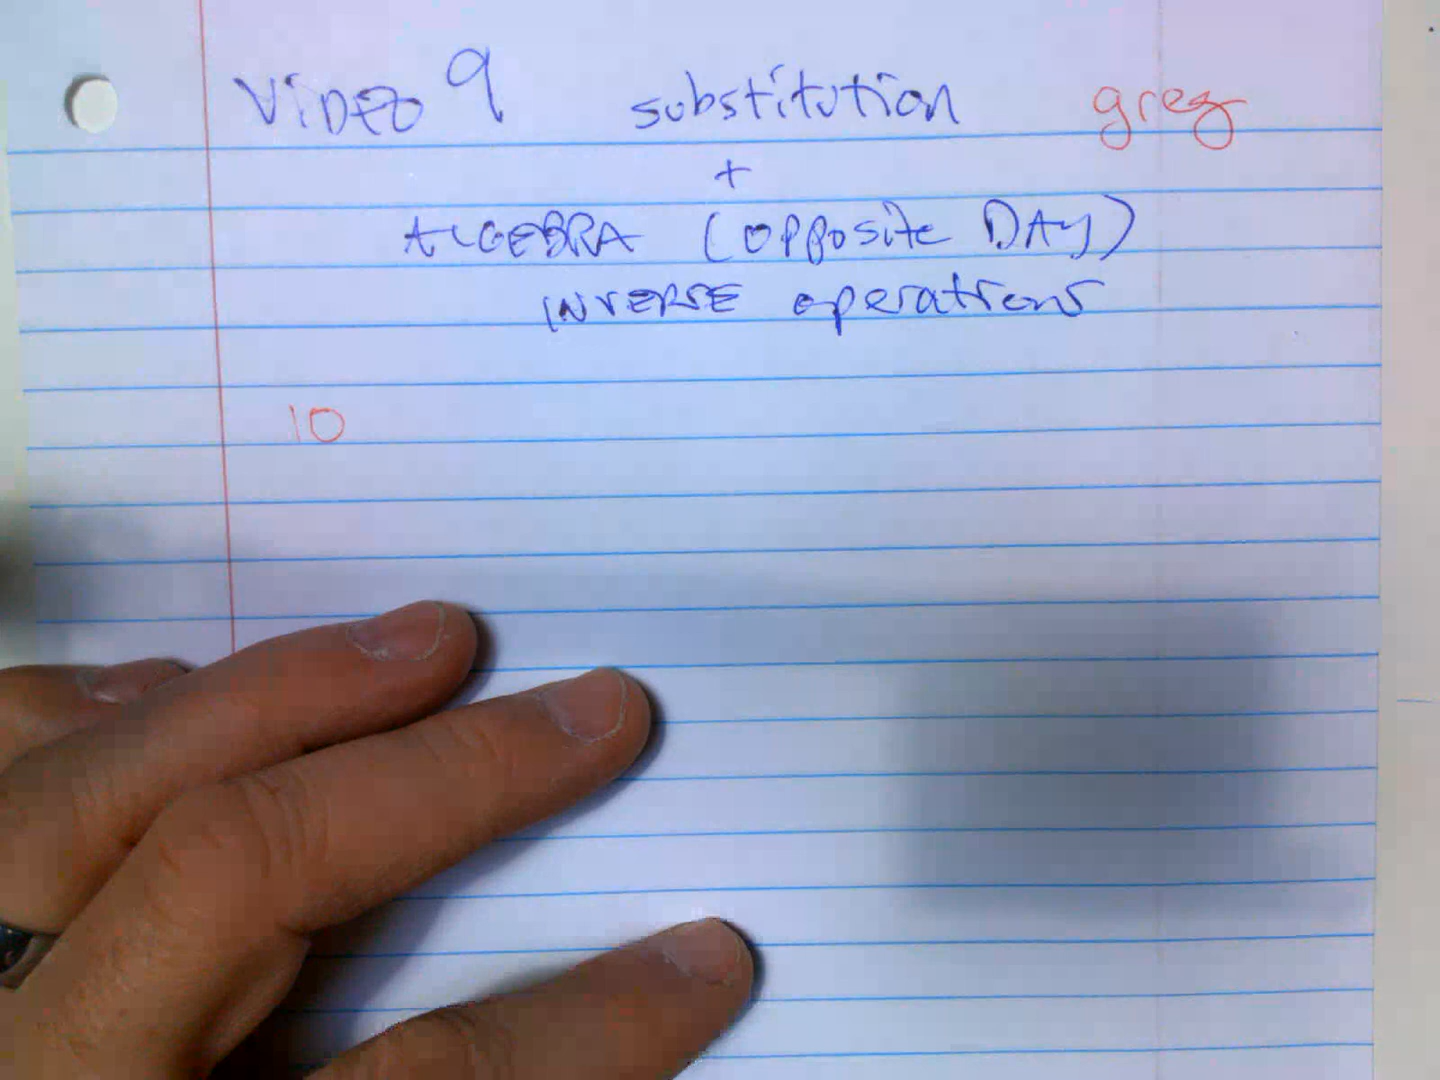 Video 9 substitution greg
+
ALGEBRA (Opposite DAy)
INVERSE operations
10